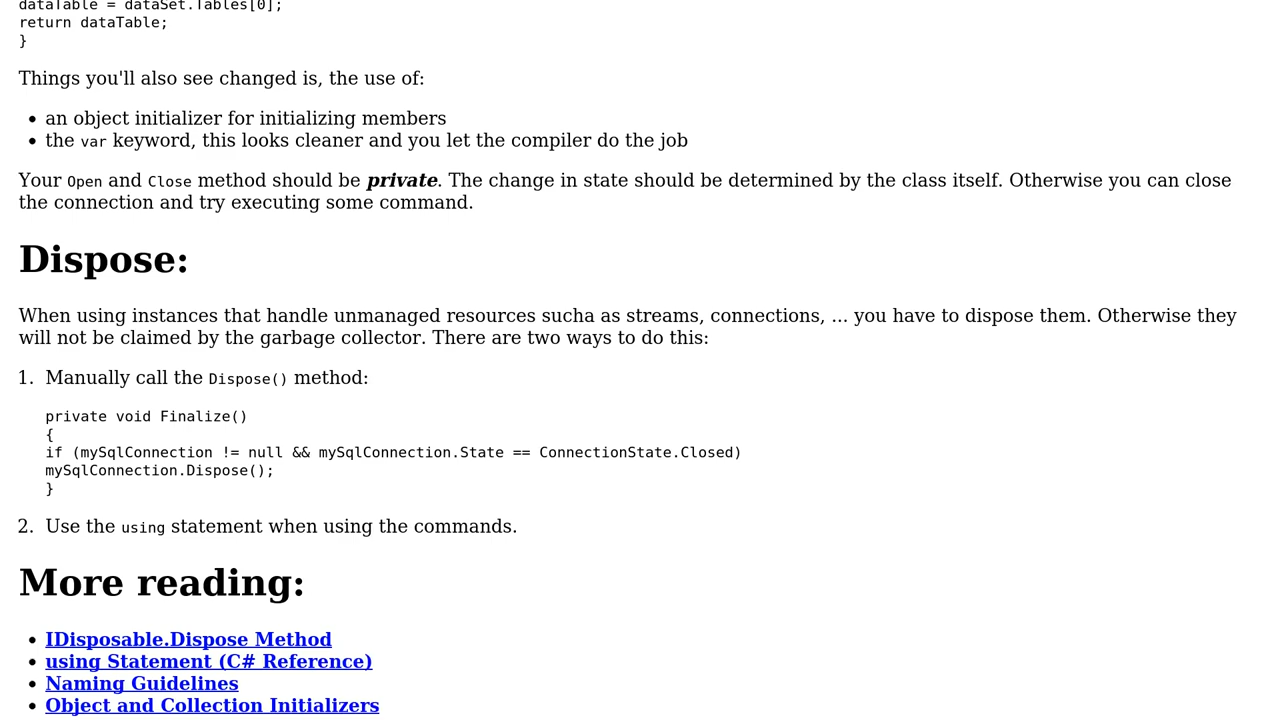 dataTable = dataSet.Tables[0];
return dataTable;
}
Things you'll also see changed is, the use of:
• an object initializer for initializing members
• the var keyword, this looks cleaner and you let the compiler do the job
Your Open and Close method should be private. The change in state should be determined by the class itself. Otherwise you can close
the connection and try executing some command.
Dispose:
When using instances that handle unmanaged resources sucha as streams, connections, ... you have to dispose them. Otherwise they
will not be claimed by the garbage collector. There are two ways to do this:
1. Manually call the Dispose() method:
private void Finalize()
{
if (mySqlConnection != null && mySqlConnection.State == ConnectionState.Closed)
mySqlConnection.Dispose();
}
2. Use the using statement when using the commands.
More reading:
• IDisposable.Dispose Method
• using Statement (C# Reference)
• Naming Guidelines
• Object and Collection Initializers